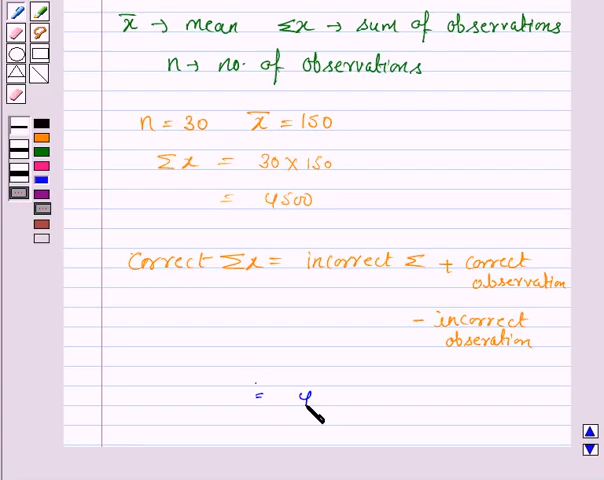 x̄ → mean Σx → sum of observations
n → no. of observations
n = 30 x̄ = 150
Σx = 30 × 150
= 4500
Correct Σx = incorrect Σ + correct
observation
- incorrect
obseration
= 4